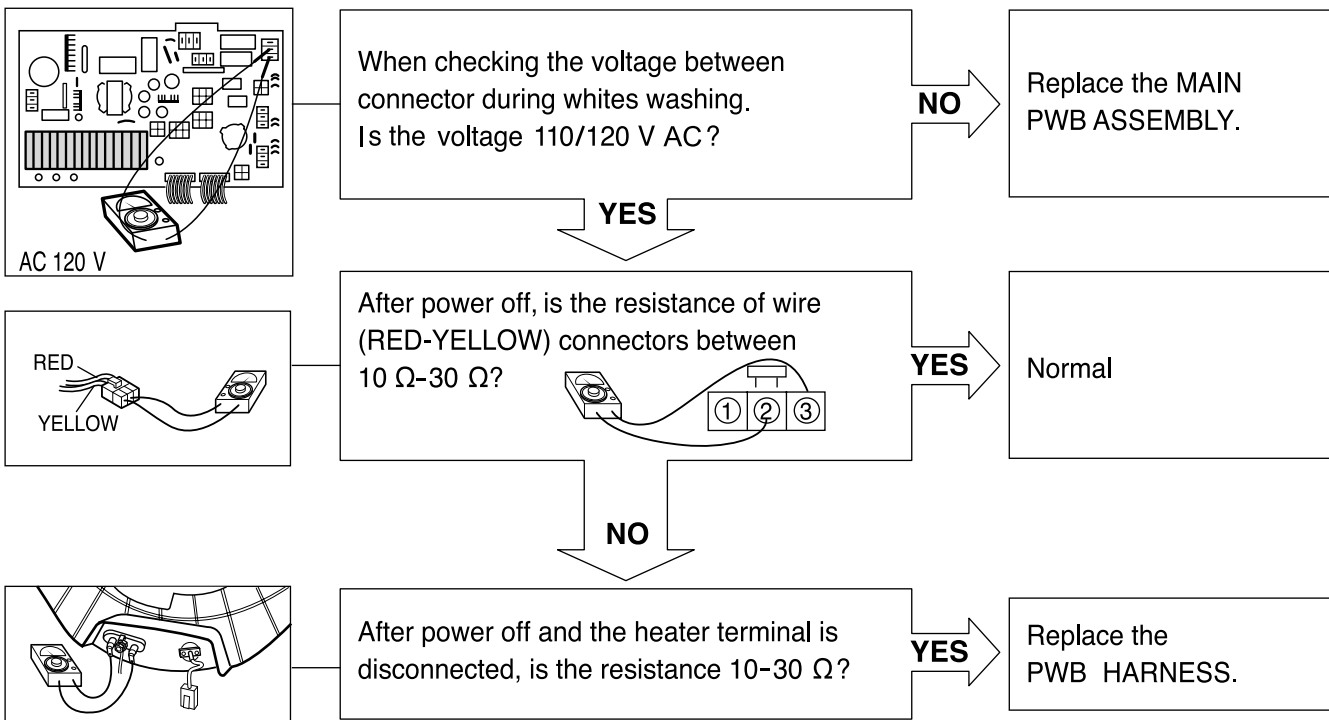 When checking the voltage between
connector during whites washing.
Is the voltage 110/120 V AC?
NO
Replace the MAIN
PWB ASSEMBLY.
AC 120 V
YES
After power off, is the resistance of wire
(RED-YELLOW) connectors between
10 Ω-30 Ω?
① ② ③
RED
YELLOW
YES
Normal
NO
After power off and the heater terminal is
disconnected, is the resistance 10-30 Ω?
YES
Replace the
PWB HARNESS.